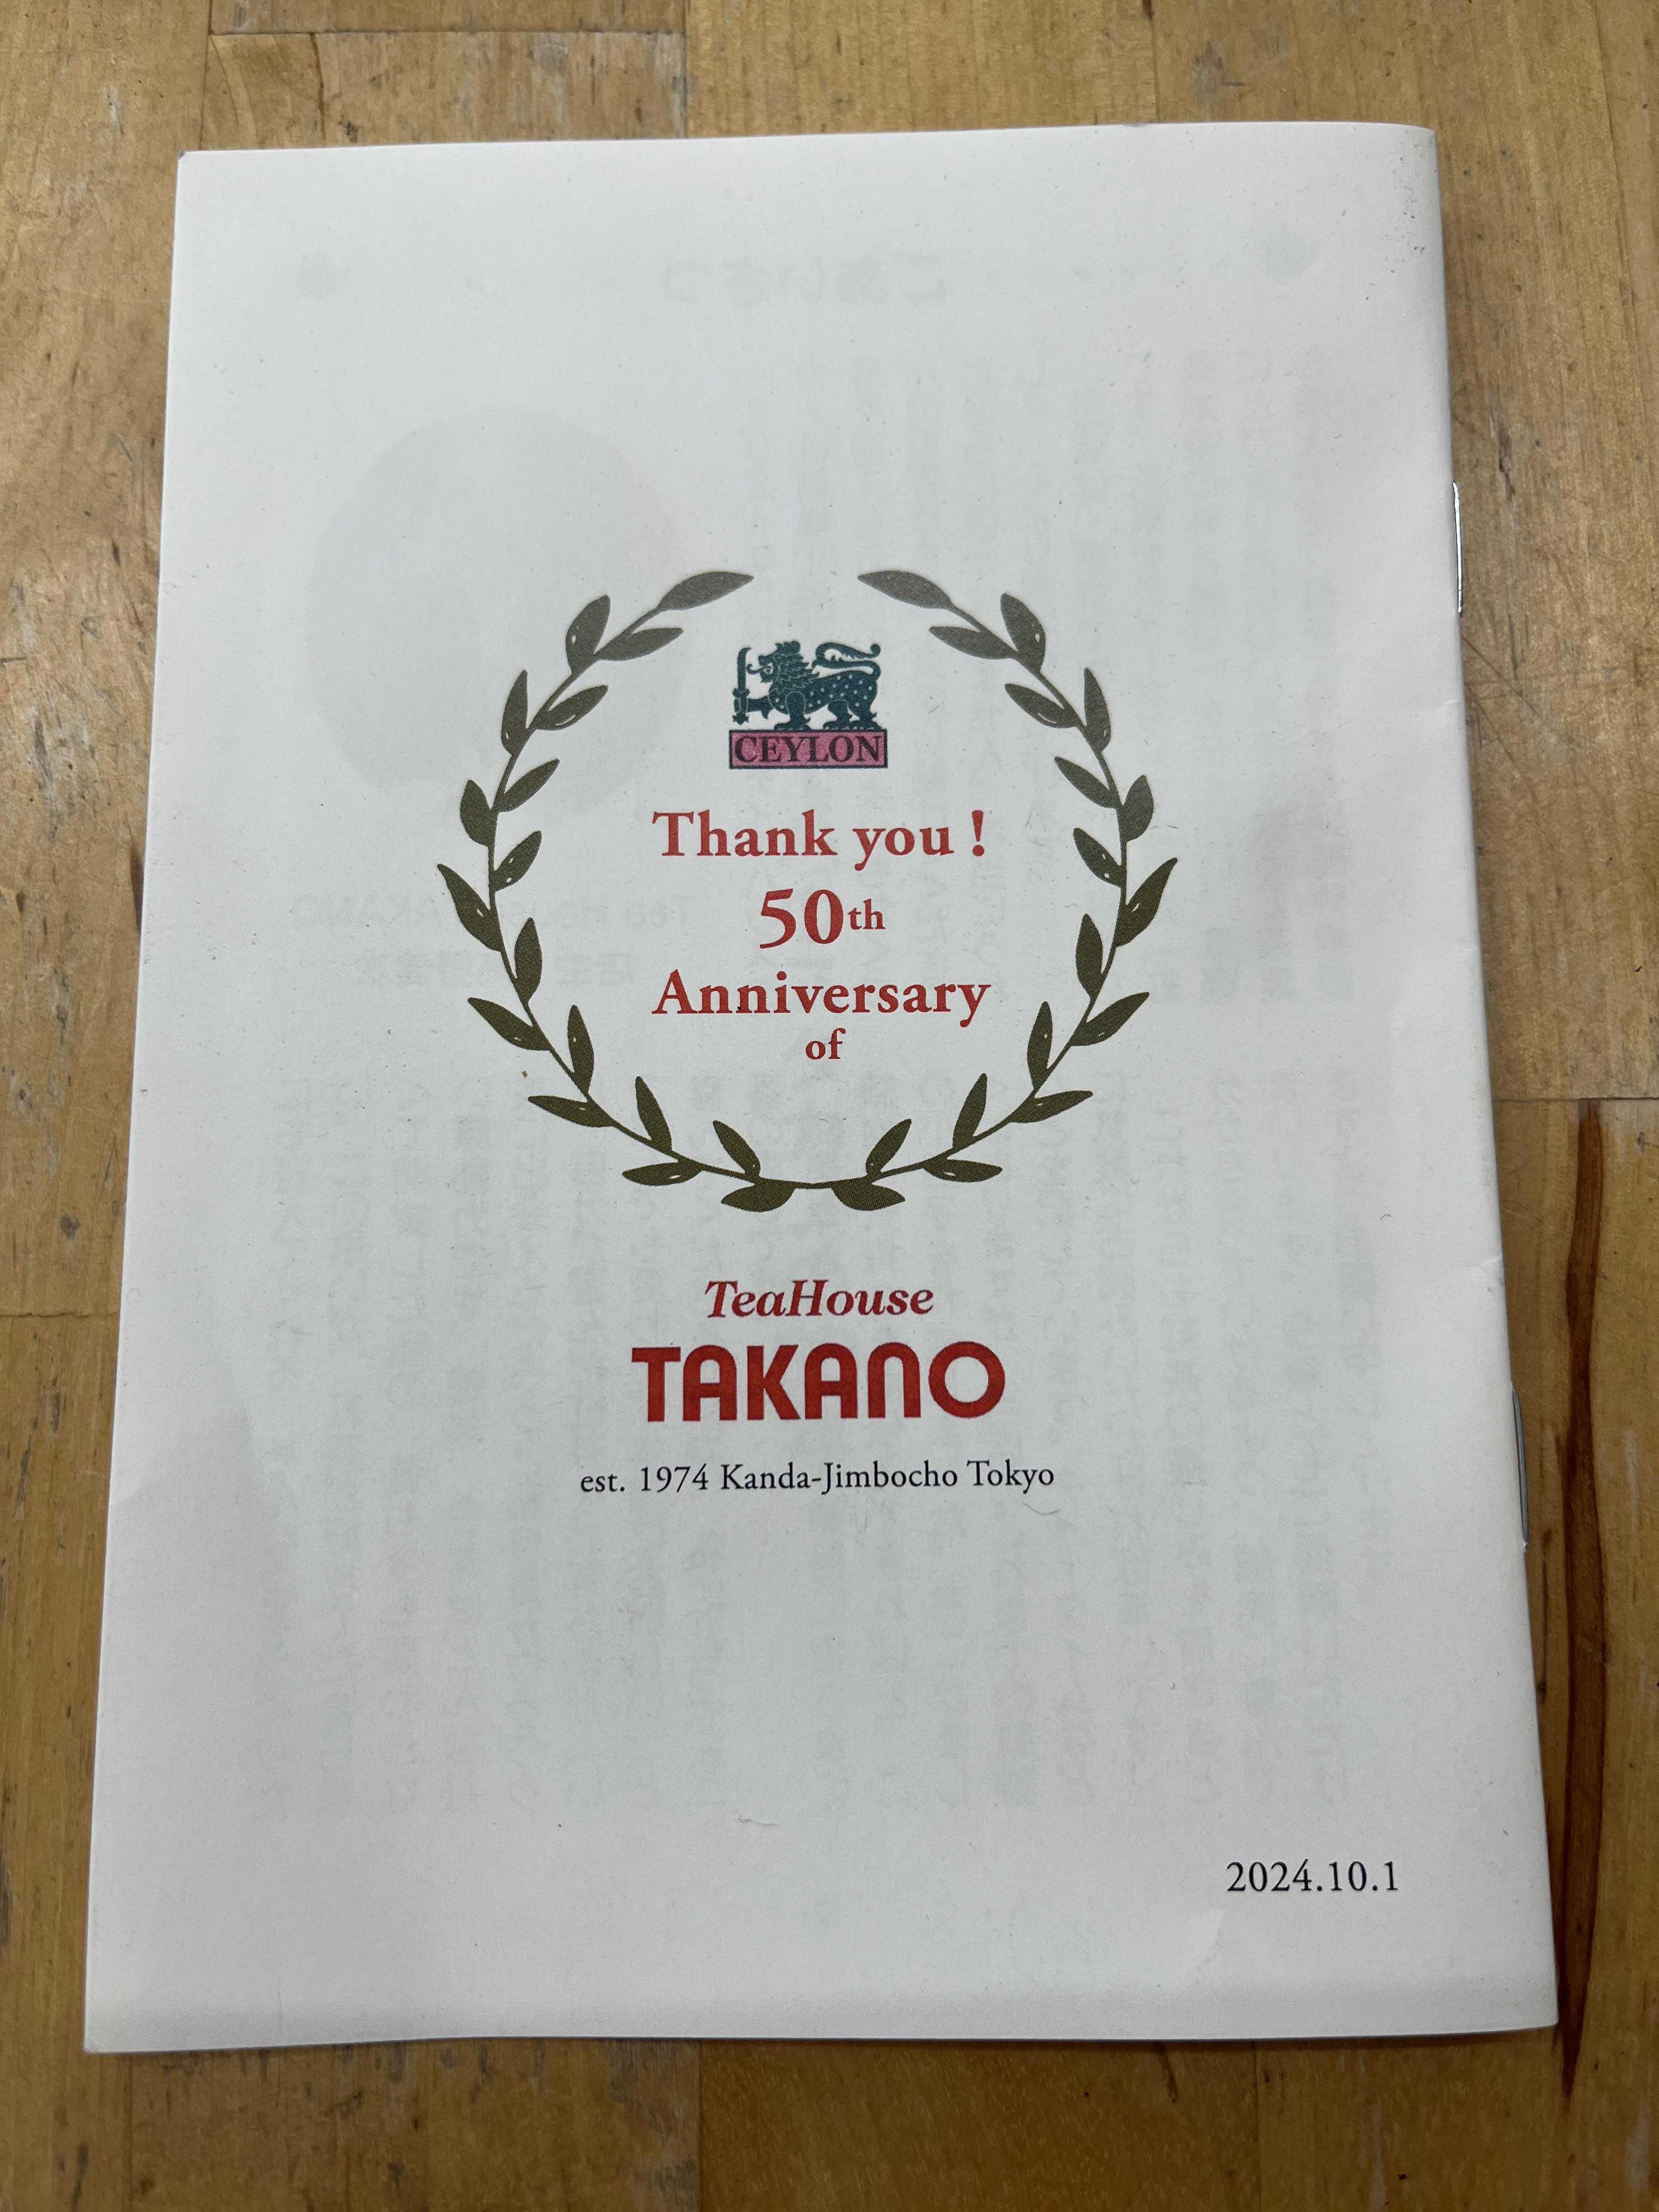 CEYLON
Thank you !
50th
Anniversary
of
TeaHouse
TAKANO
est. 1974 Kanda-Jimbocho Tokyo
2024.10.1